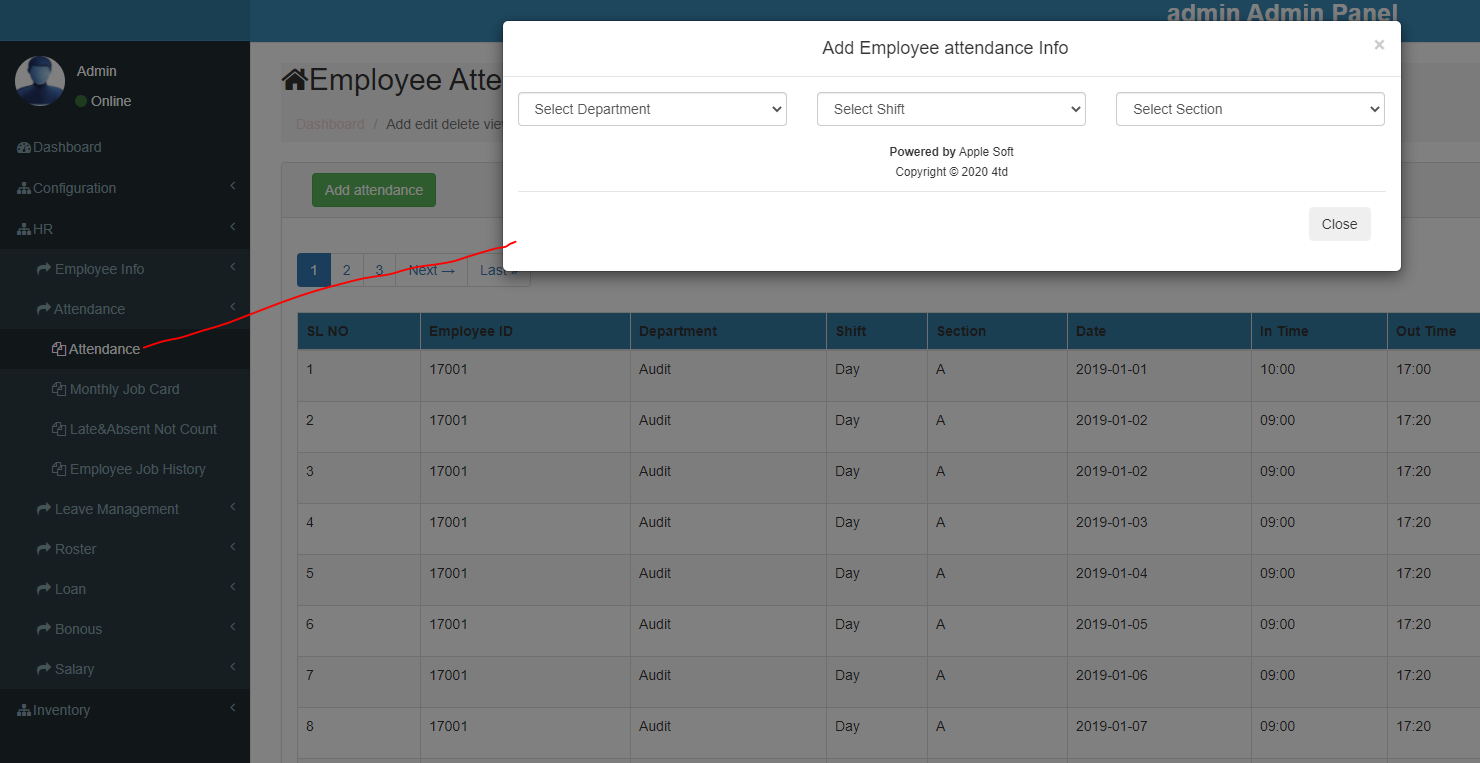 admin Admin Panel
Admin
Online
Dashboard
Configuration
HR
Employee Info
Attendance
Attendance
Monthly Job Card
Late&Absent Not Count
Employee Job History
Leave Management
Roster
Loan
Bonous
Salary
Inventory
Employee Atte
Dashboard / Add edit delete vie
Add attendance
Add Employee attendance Info ×
Select Department Select Shift Select Section
Powered by Apple Soft
Copyright © 2020 4td
Close
1 2 3 Next → Last »
SL NO Employee ID Department Shift Section Date In Time Out Time
1 17001 Audit Day A 2019-01-01 10:00 17:00
2 17001 Audit Day A 2019-01-02 09:00 17:20
3 17001 Audit Day A 2019-01-02 09:00 17:20
4 17001 Audit Day A 2019-01-03 09:00 17:20
5 17001 Audit Day A 2019-01-04 09:00 17:20
6 17001 Audit Day A 2019-01-05 09:00 17:20
7 17001 Audit Day A 2019-01-06 09:00 17:20
8 17001 Audit Day A 2019-01-07 09:00 17:20